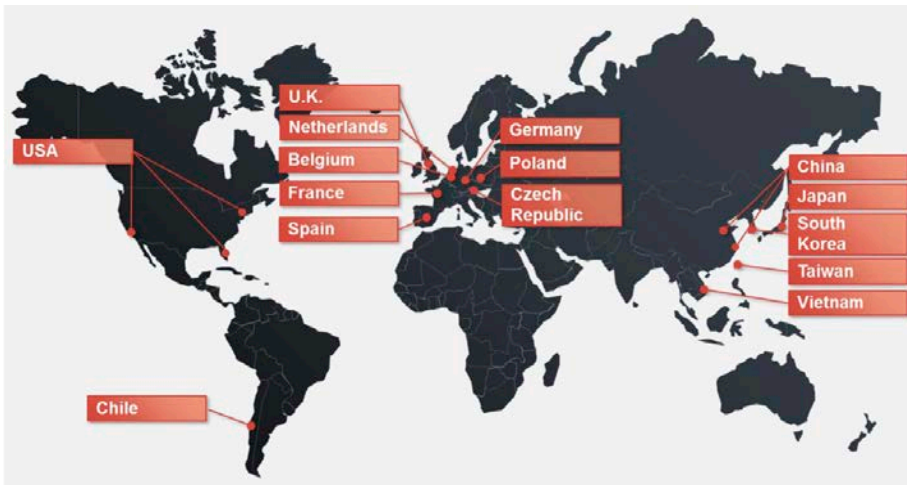 U.K.
Netherlands
Germany
USA
Belgium
Poland
China
France
Czech
Republic
Japan
Spain
South
Korea
Taiwan
Vietnam
Chile